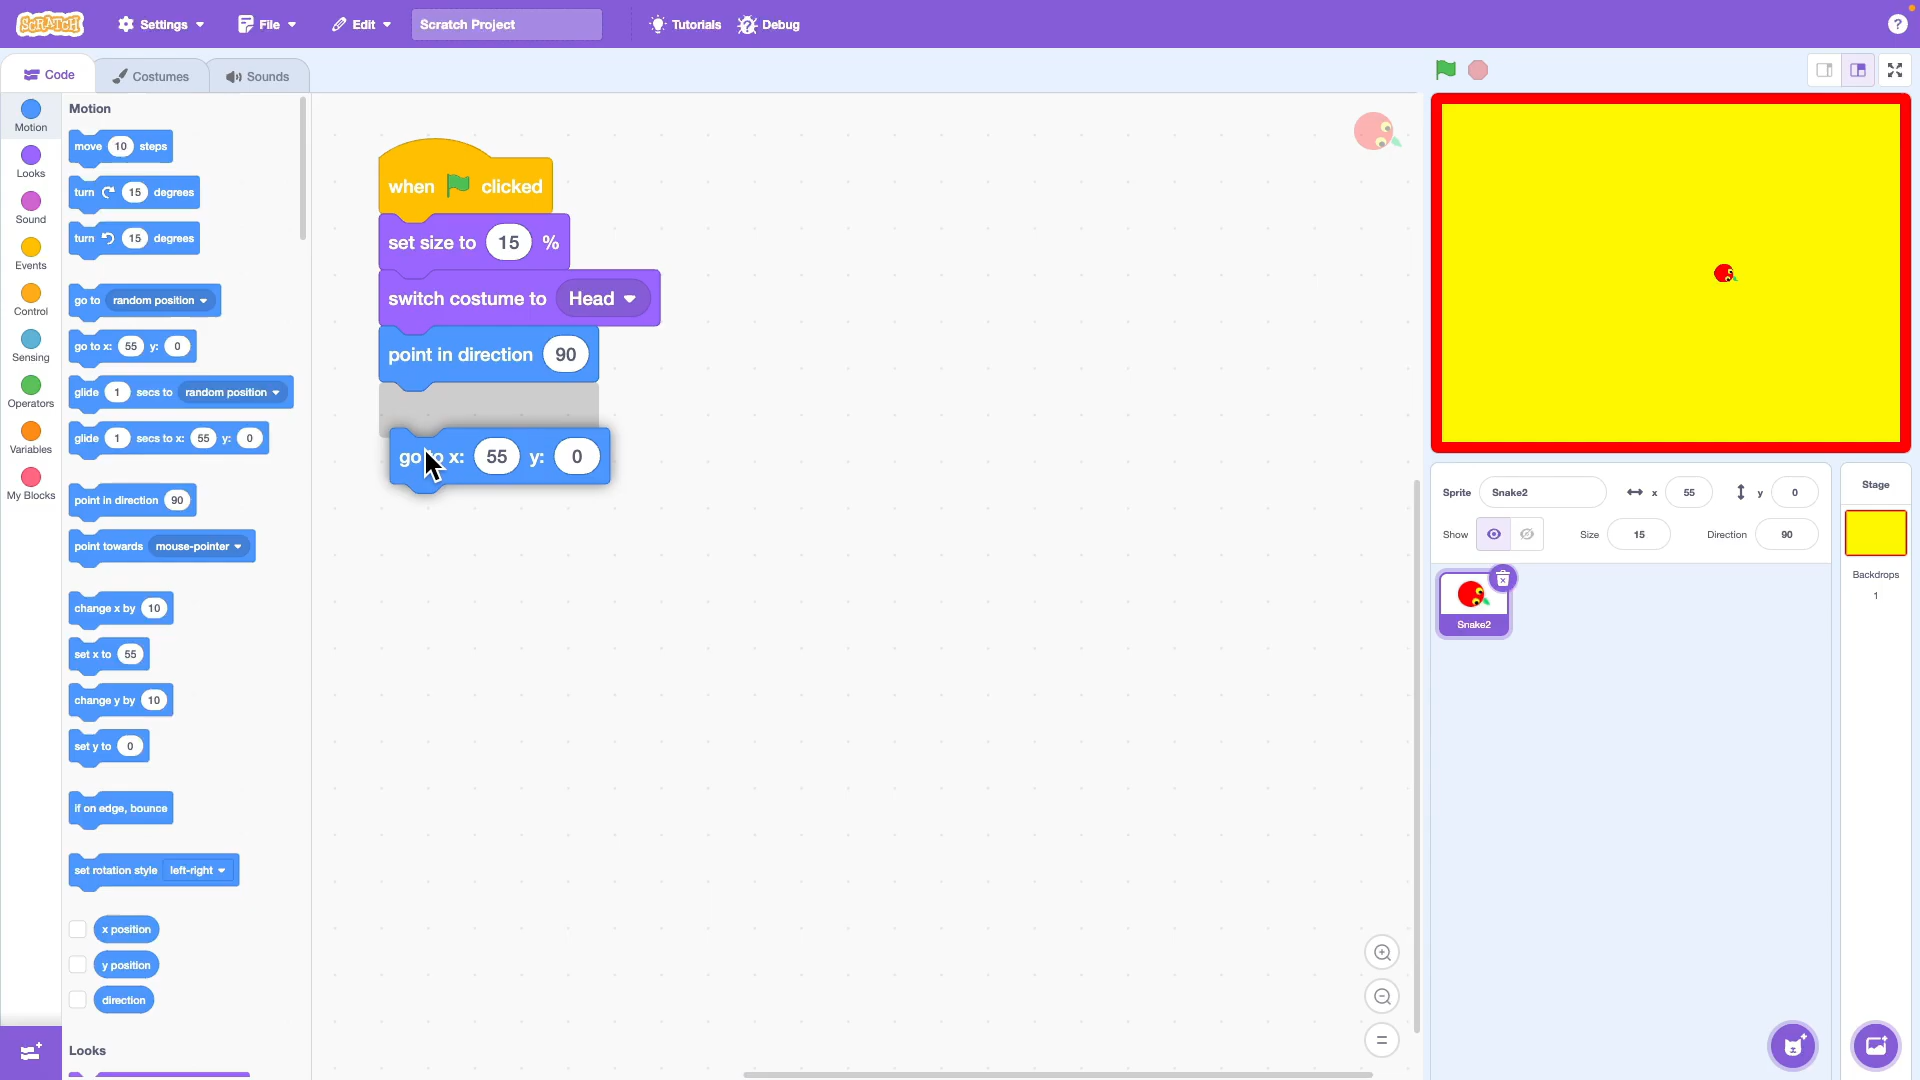 SCRATCH Settings File Edit Scratch Project Tutorials Debug ?
Code Costumes Sounds
Motion
Looks
Sound
Events
Control
Sensing
Operators
Variables
My Blocks
Motion
move 10 steps
turn 15 degrees
turn 15 degrees
go to random position
go to x: 55 y: 0
glide 1 secs to random position
glide 1 secs to x: 55 y: 0
point in direction 90
point towards mouse-pointer
change x by 10
set x to 55
change y by 10
set y to 0
if on edge, bounce
set rotation style left-right
x position
y position
direction
Looks
when clicked
set size to 15 %
switch costume to Head
point in direction 90
go to x: 55 y: 0
Sprite Snake2 x 55 y 0
Show Size 15 Direction 90
Snake2
Stage
Backdrops
1